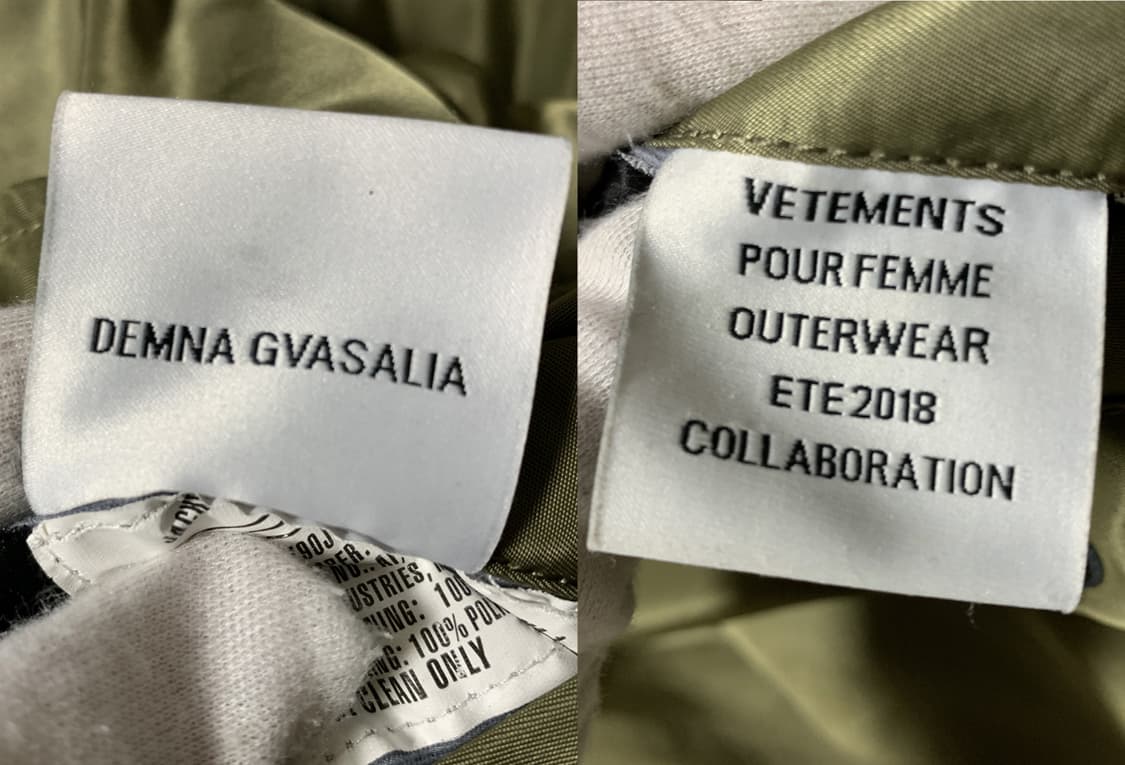 DEMNA GVASALIA
100% POL
CLEAN ONLY
VETEMENTS
POUR FEMME
OUTERWEAR
ETE 2018
COLLABORATION